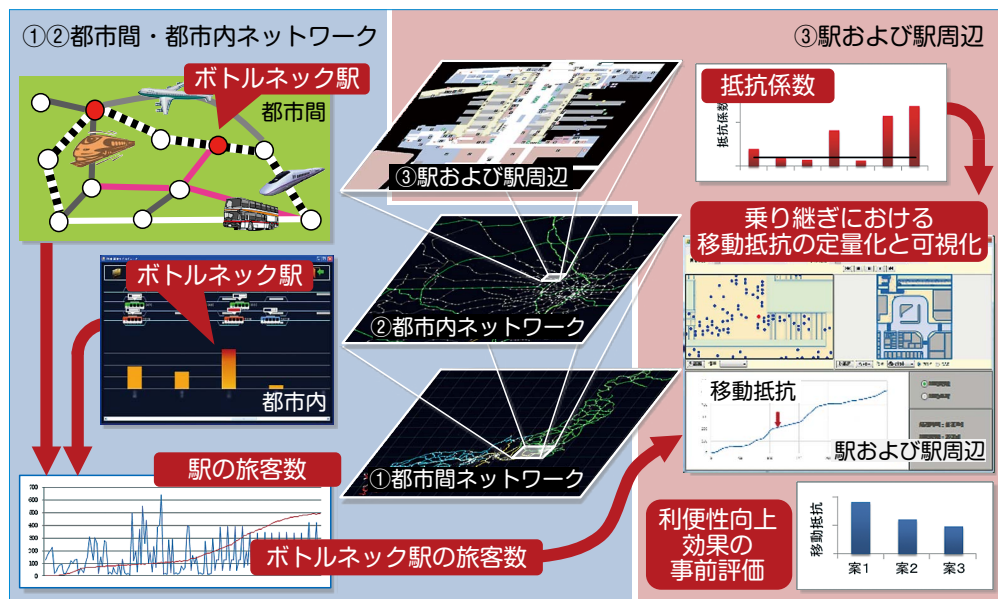 ①②都市間・都市内ネットワーク
③駅および駅周辺
ボトルネック駅
都市間
抵抗係数
抵抗係数
③駅および駅周辺
乗り継ぎにおける
移動抵抗の定量化と可視化
ボトルネック駅
都市内
②都市内ネットワーク
移動抵抗
駅および駅周辺
①都市間ネットワーク
駅の旅客数
700
600
500
400
300
200
100
0
ボトルネック駅の旅客数
利便性向上
効果の
事前評価
移動抵抗
案1
案2
案3